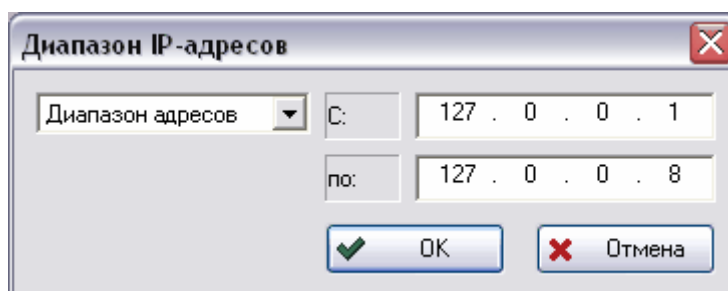 Диапазон IP-адресов
Диапазон адресов С: 127 . 0 . 0 . 1
по: 127 . 0 . 0 . 8
OK Отмена